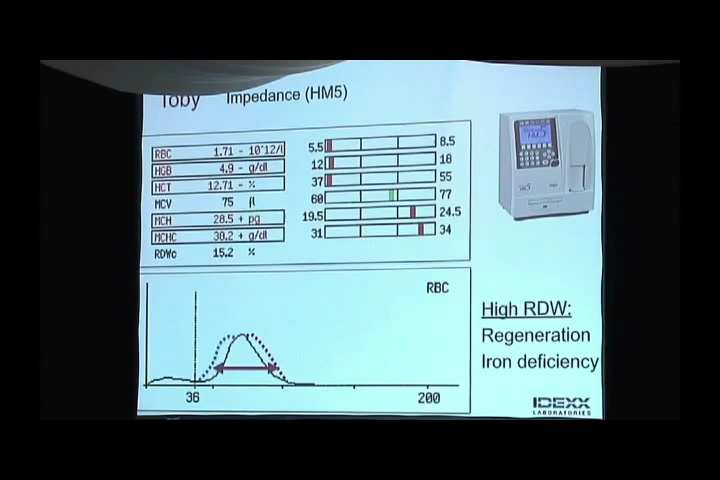 Toby Impedance (HM5)
RBC 1.71 - 10^12/l 5.5 8.5
HGB 4.9 - g/dl 12 18
HCT 12.71 - % 37 55
MCV 75 fl 60 77
MCH 28.5 + pg 19.5 24.5
MCHC 38.2 + g/dl 31 34
RDWc 15.2 %
RBC
36 200
High RDW:
Regeneration
Iron deficiency
IDEXX
LABORATORIES